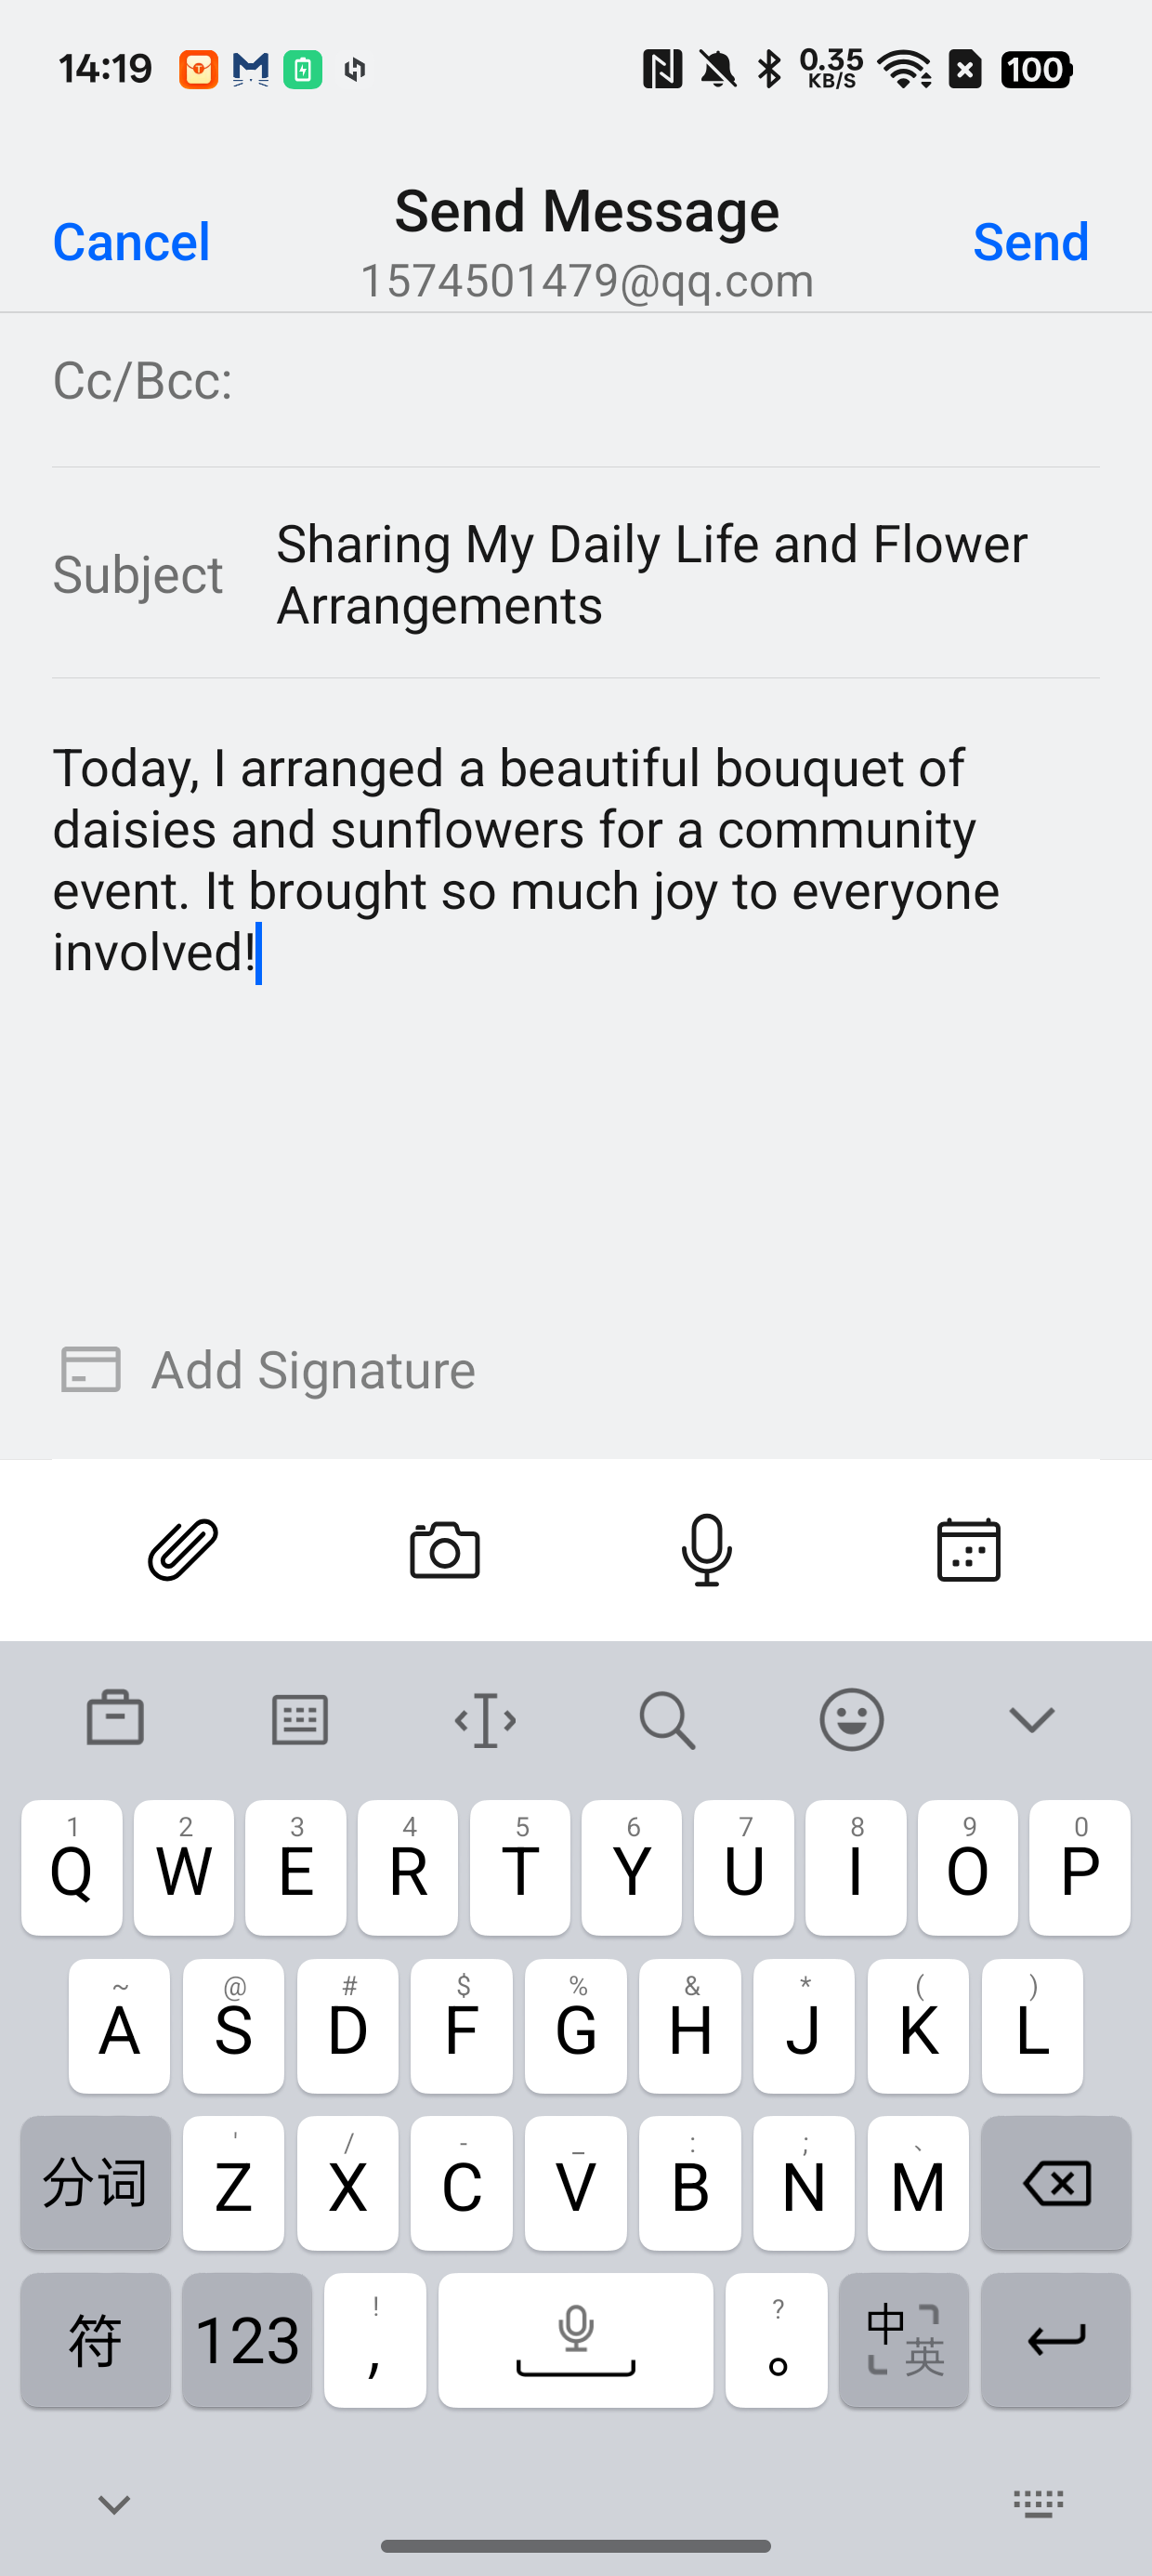 14:19
0.35
KB/S
100
Cancel
Send Message
Send
1574501479@qq.com
Cc/Bcc:
Subject
Sharing My Daily Life and Flower
Arrangements
Today, I arranged a beautiful bouquet of
daisies and sunflowers for a community
event. It brought so much joy to everyone
involved!
Add Signature
1 2 3 4 5 6 7 8 9 0
Q W E R T Y U I O P
~ @ # $ % & * ( )
A S D F G H J K L
' / - _ : ; 、
分词 Z X C V B N M
! ?
符 123 , 。 中 英